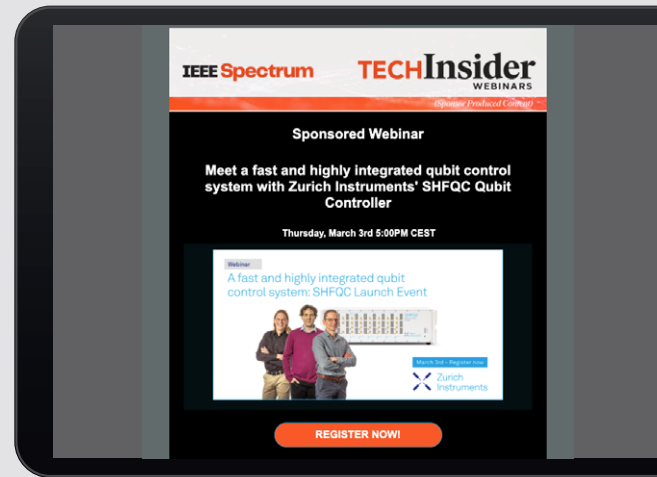 IEEE Spectrum
TECHInsider
WEBINARS
(Sponsor Produced Content)
Sponsored Webinar
Meet a fast and highly integrated qubit control
system with Zurich Instruments' SHFQC Qubit
Controller
Thursday, March 3rd 5:00PM CEST
Webinar
A fast and highly integrated qubit
control system: SHFQC Launch Event
March 3rd – Register now
Zurich
Instruments
REGISTER NOW!